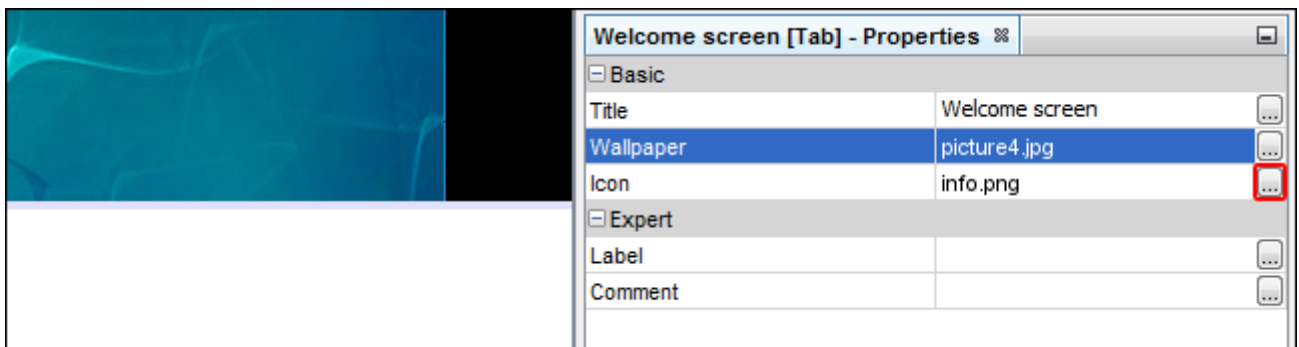 Welcome screen [Tab] - Properties
Basic
Title Welcome screen ...
Wallpaper picture4.jpg ...
Icon info.png ...
Expert
Label ...
Comment ...